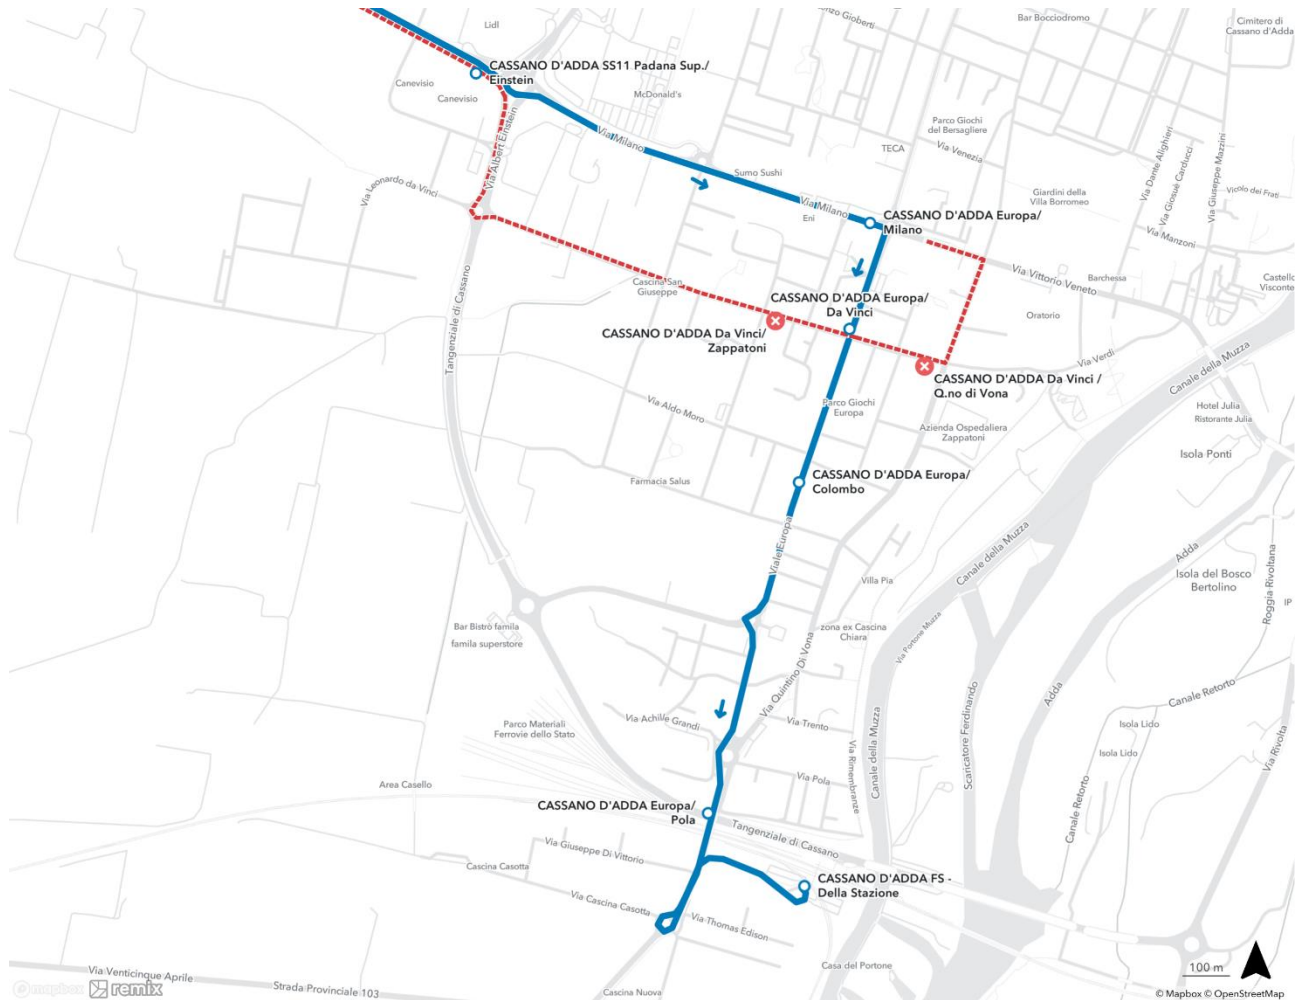 Lidl
nzo Gioberti
Bar Bocciodromo
Cimitero di
Cassano d'Adda
CASSANO D'ADDA SS11 Padana Sup./
Einstein
Canevisio
Canevisio
McDonald's
Via Albert Einstein
Via Milano
Parco Giochi
del Bersagliere
TECA
Via Venezia
Via Dante Alighieri
Via Giosuè Carducci
Via Giuseppe Mazzini
Via Leonardo da Vinci
Sumo Sushi
Giardini della
Villa Borromeo
Vicolo dei Frati
Via Milano
Eni
CASSANO D'ADDA Europa/
Milano
Via Manzoni
Via Vittorio Veneto
Barchessa
Castello
Visconte
Tangenziale di Cassano
Cascina San
Giuseppe
CASSANO D'ADDA Europa/
Da Vinci
Oratorio
CASSANO D'ADDA Da Vinci/
Zappatoni
Via Verdi
Canale della Muzza
CASSANO D'ADDA Da Vinci /
Q.no di Vona
Via Aldo Moro
Parco Giochi
Europa
Hotel Julia
Ristorante Julia
Azienda Ospedaliera
Zappatoni
Isola Ponti
Farmacia Salus
CASSANO D'ADDA Europa/
Colombo
Viale Europa
Canale della Muzza
Adda
Villa Pia
Isola del Bosco
Bertolino
Roggia Rivoltana
IP
Bar Bistrò famila
famila superstore
zona ex Cascina
Chiara
Via Portone Muzza
Via Quintino Di Vona
Adda
Canale Retorto
Via Achille Grandi
Via Trento
Parco Materiali
Ferrovie dello Stato
Isola Lido
Isola Lido
Via Rimembranze
Canale della Muzza
Scaricatore Ferdinando
Via Rivolta
Area Casello
Via Pola
CASSANO D'ADDA Europa/
Pola
Canale Retorto
Tangenziale di Cassano
Via Giuseppe Di Vittorio
Cascina Casotta
CASSANO D'ADDA FS -
Della Stazione
Via Cascina Casotta
Via Thomas Edison
Casa del Portone
Via Venticinque Aprile
Strada Provinciale 103
Cascina Nuova
100 m
mapbox
remix
© Mapbox © OpenStreetMap